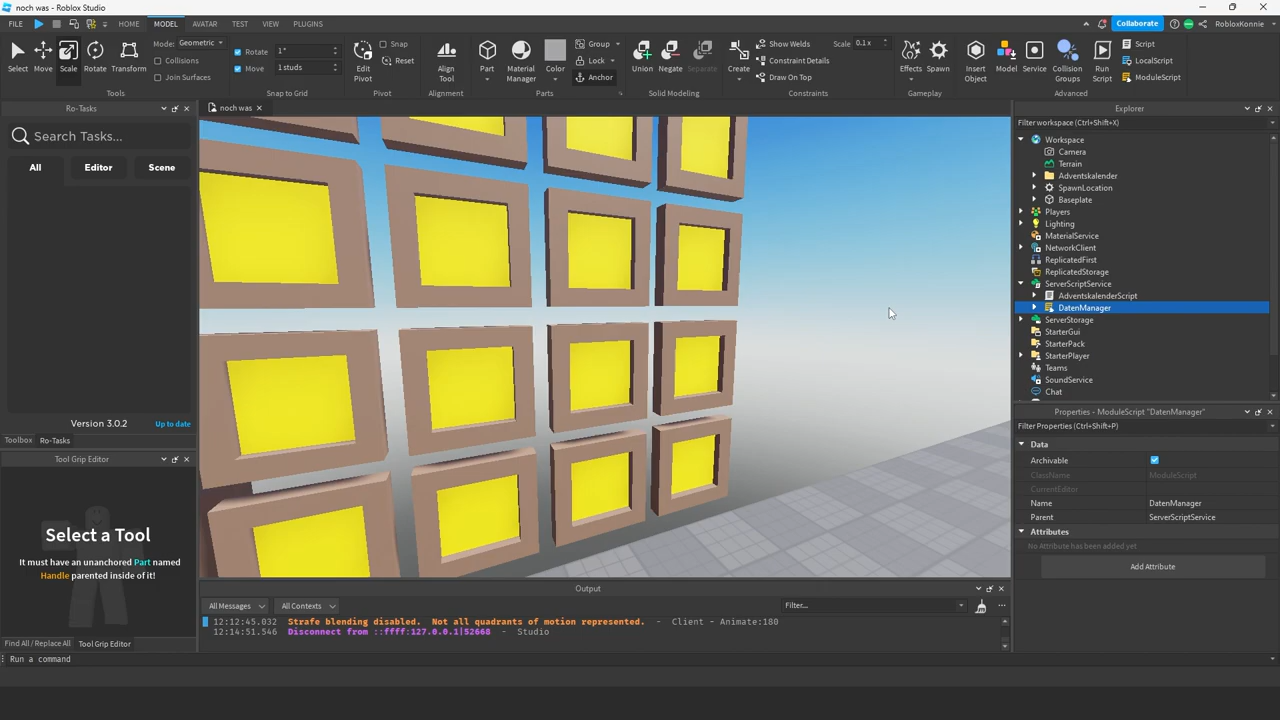 noch was - Roblox Studio
FILE HOME MODEL AVATAR TEST VIEW PLUGINS Collaborate RobloxKonnie
Select Move Scale Rotate Transform
Mode: Geometric
Collisions
Join Surfaces
Tools
Rotate 1°
Move 1 studs
Snap to Grid
Edit Pivot
Snap
Reset
Pivot
Align Tool
Alignment
Part Material Manager Color
Group
Lock
Anchor
Parts
Union Negate Separate
Solid Modeling
Create
Show Welds Scale 0.1 x
Constraint Details
Draw On Top
Constraints
Effects Spawn
Gameplay
Insert Object Model Service Collision Groups Run Script
Script
LocalScript
ModuleScript
Advanced
Ro-Tasks
Search Tasks...
All Editor Scene
Version 3.0.2 Up to date
Toolbox Ro-Tasks
Tool Grip Editor
Select a Tool
It must have an unanchored Part named
Handle parented inside of it!
Find All / Replace All Tool Grip Editor
noch was
Explorer
Filter workspace (Ctrl+Shift+X)
Workspace
Camera
Terrain
Adventskalender
SpawnLocation
Baseplate
Players
Lighting
MaterialService
NetworkClient
ReplicatedFirst
ReplicatedStorage
ServerScriptService
AdventskalenderScript
DatenManager
ServerStorage
StarterGui
StarterPack
StarterPlayer
Teams
SoundService
Chat
Properties - ModuleScript "DatenManager"
Filter Properties (Ctrl+Shift+P)
Data
Archivable
ClassName ModuleScript
CurrentEditor
Name DatenManager
Parent ServerScriptService
Attributes
No Attribute has been added yet
Add Attribute
Output
All Messages All Contexts Filter...
12:12:45.032 Strafe blending disabled. Not all quadrants of motion represented. - Client - Animate:180
12:14:51.546 Disconnect from ::ffff:127.0.0.1|52668 - Studio
Run a command